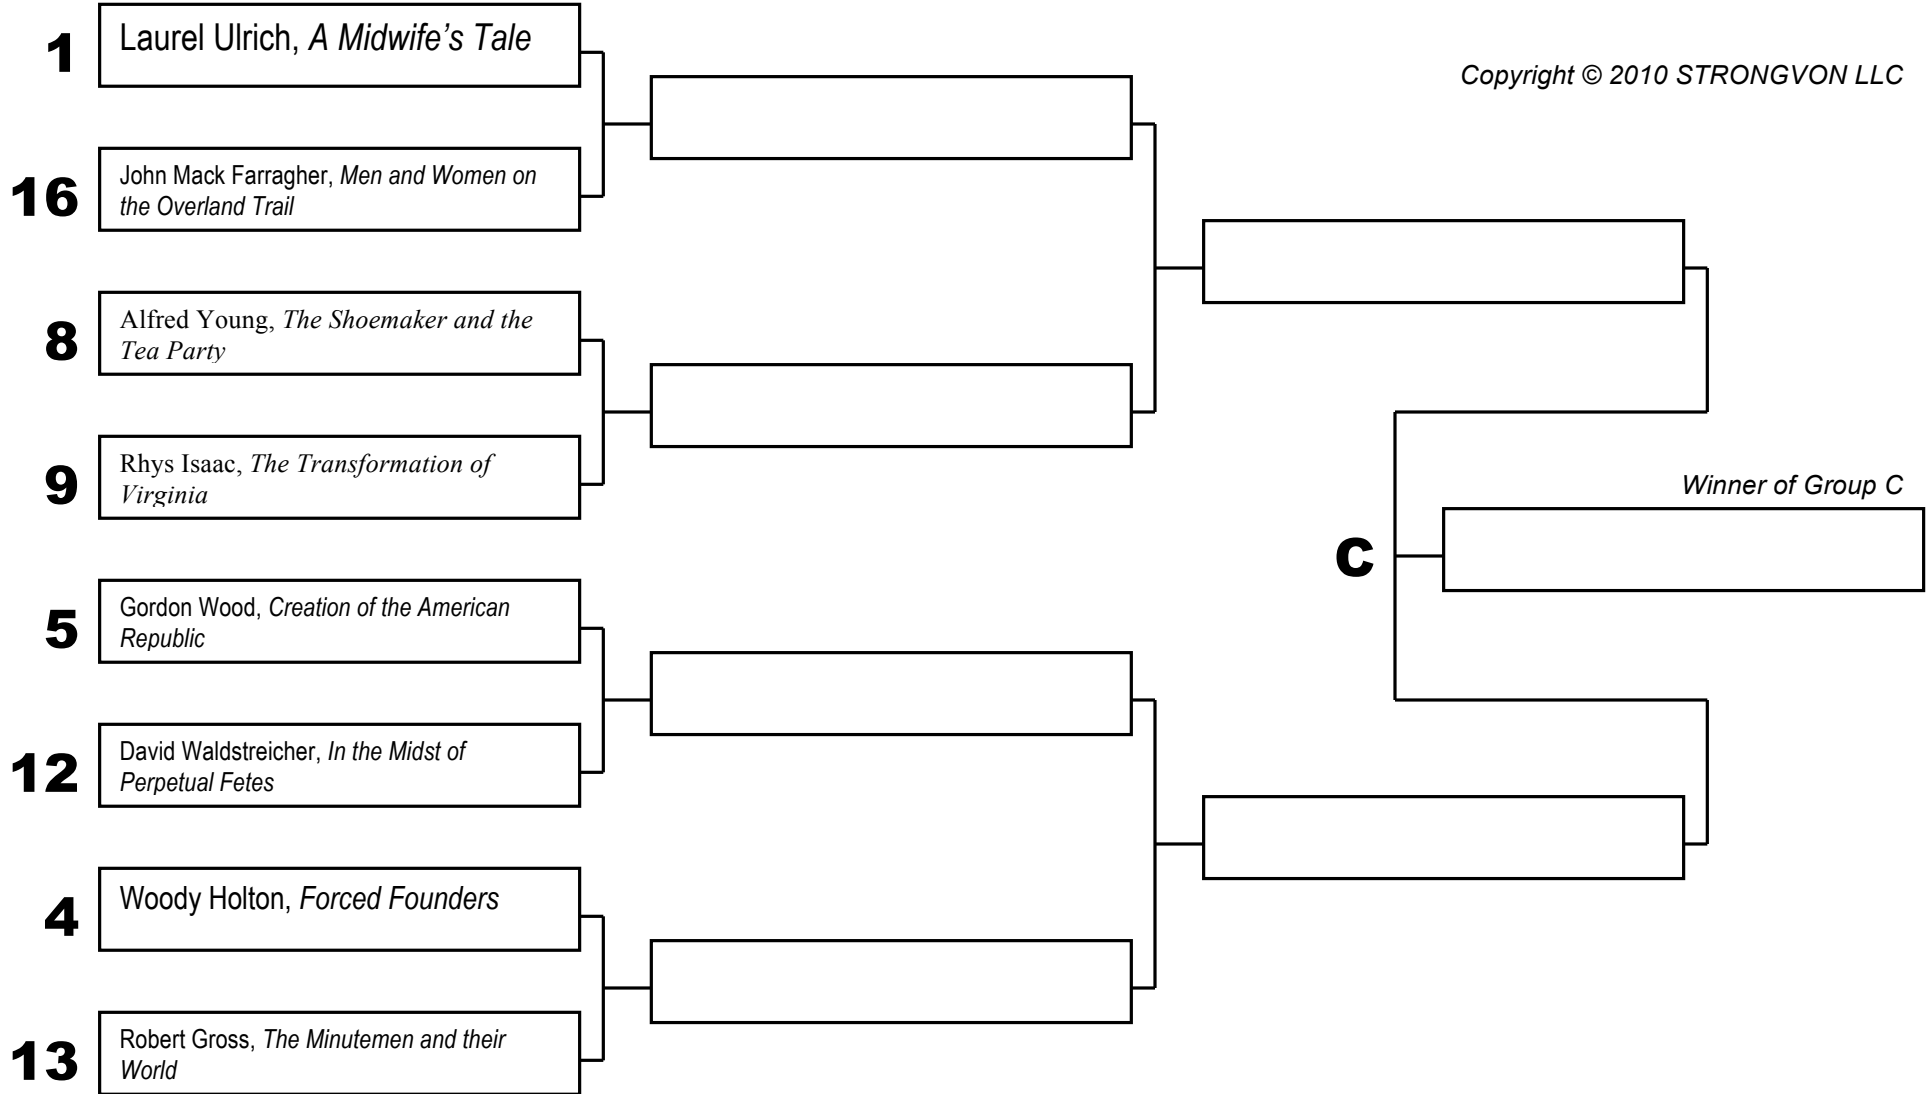 1
Laurel Ulrich, A Midwife’s Tale
Copyright © 2010 STRONGVON LLC
16
John Mack Farragher, Men and Women on
the Overland Trail
8
Alfred Young, The Shoemaker and the
Tea Party
9
Rhys Isaac, The Transformation of
Virginia
Winner of Group C
C
5
Gordon Wood, Creation of the American
Republic
12
David Waldstreicher, In the Midst of
Perpetual Fetes
4
Woody Holton, Forced Founders
13
Robert Gross, The Minutemen and their
World